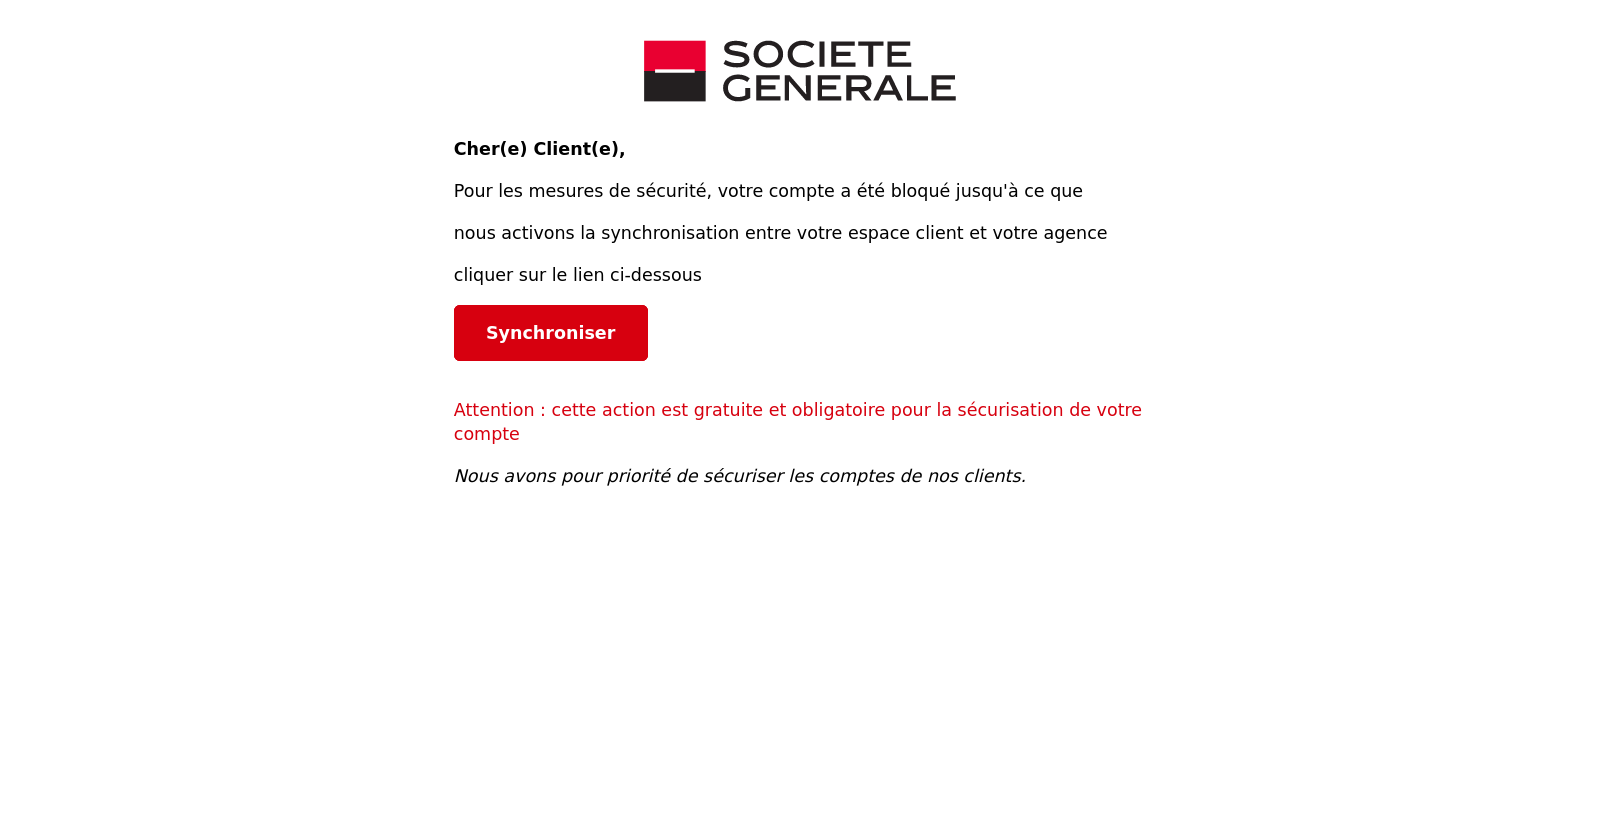 SOCIETE
GENERALE
Cher(e) Client(e),
Pour les mesures de sécurité, votre compte a été bloqué jusqu'à ce que
nous activons la synchronisation entre votre espace client et votre agence
cliquer sur le lien ci-dessous
Synchroniser
Attention : cette action est gratuite et obligatoire pour la sécurisation de votre
compte
Nous avons pour priorité de sécuriser les comptes de nos clients.